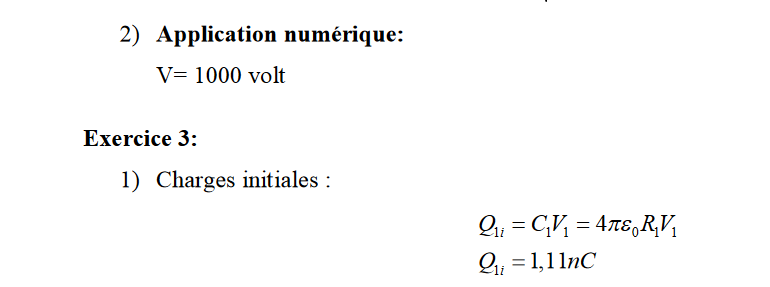 2) Application numérique:
V= 1000 volt
Exercice 3:
1) Charges initiales :
Q₁ᵢ = C₁V₁ = 4πε₀R₁V₁
Q₁ᵢ = 1,11nC